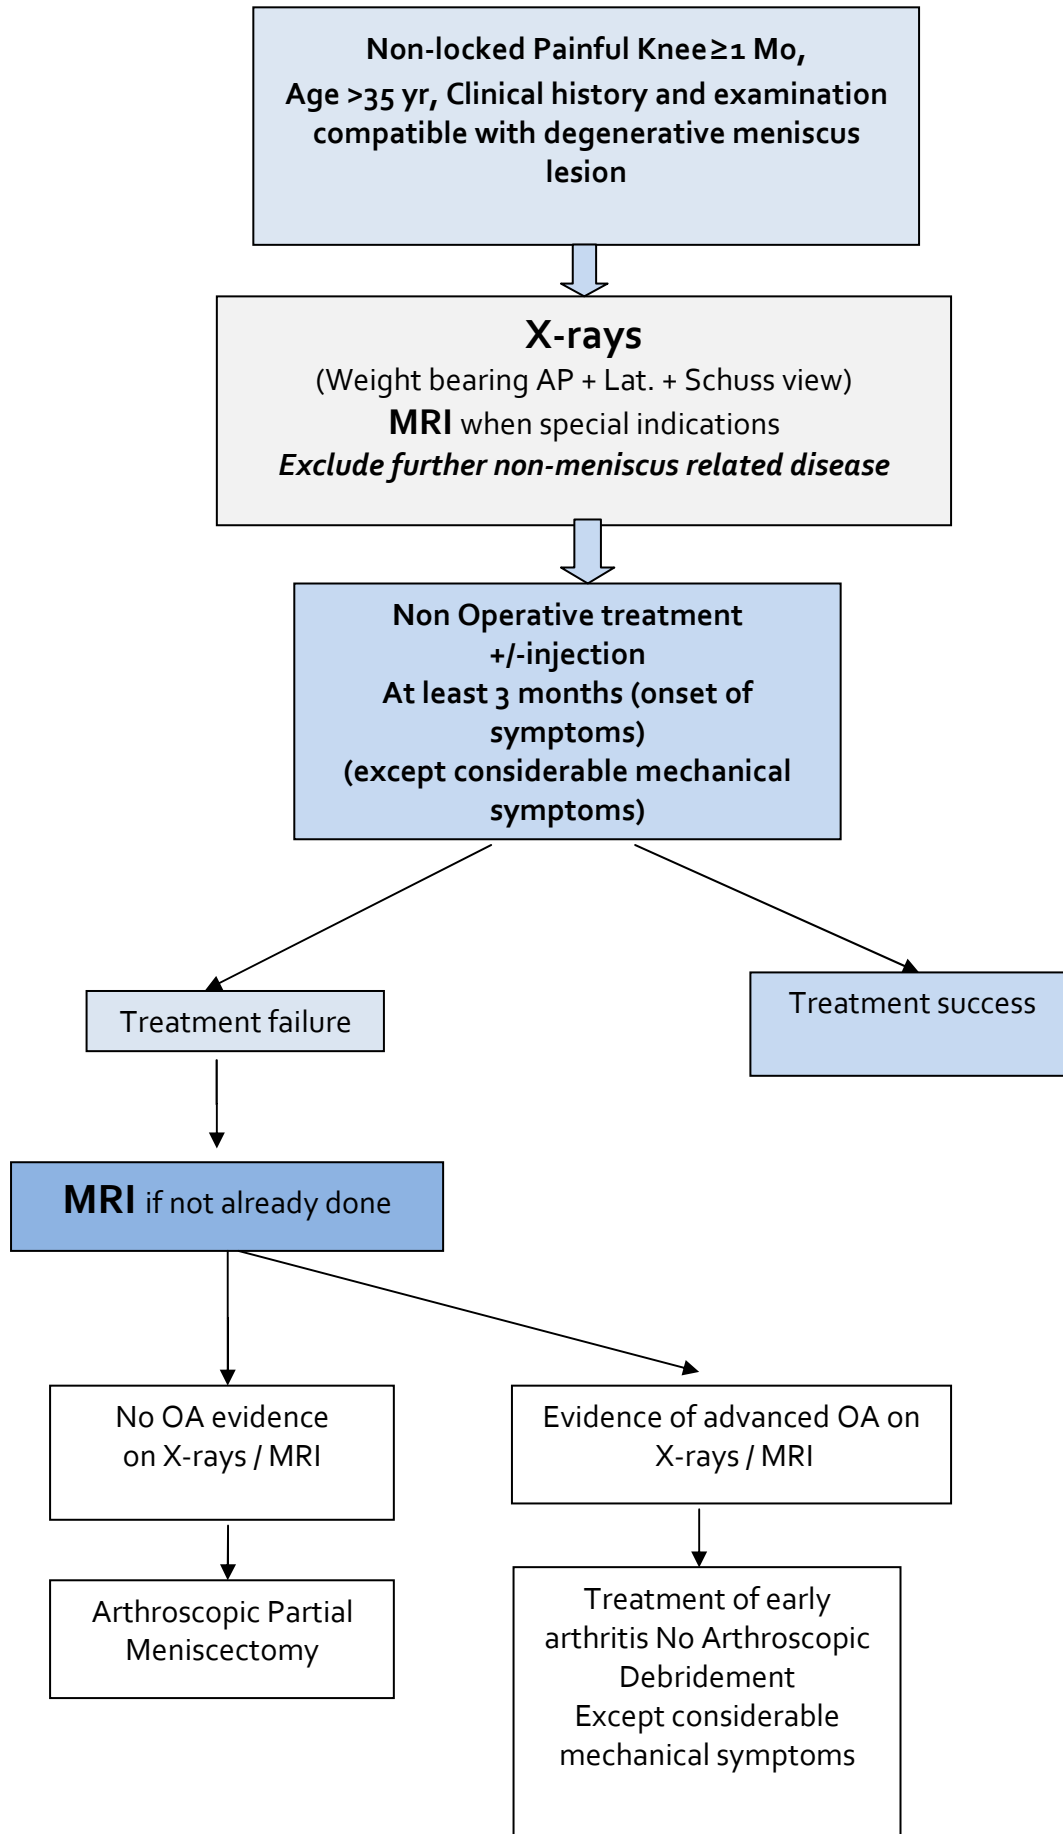 Non-locked Painful Knee ≥1 Mo,
Age >35 yr, Clinical history and examination
compatible with degenerative meniscus
lesion
X-rays
(Weight bearing AP + Lat. + Schuss view)
MRI when special indications
Exclude further non-meniscus related disease
Non Operative treatment
+/-injection
At least 3 months (onset of
symptoms)
(except considerable mechanical
symptoms)
Treatment failure
Treatment success
MRI if not already done
No OA evidence
on X-rays / MRI
Evidence of advanced OA on
X-rays / MRI
Arthroscopic Partial
Meniscectomy
Treatment of early
arthritis No Arthroscopic
Debridement
Except considerable
mechanical symptoms